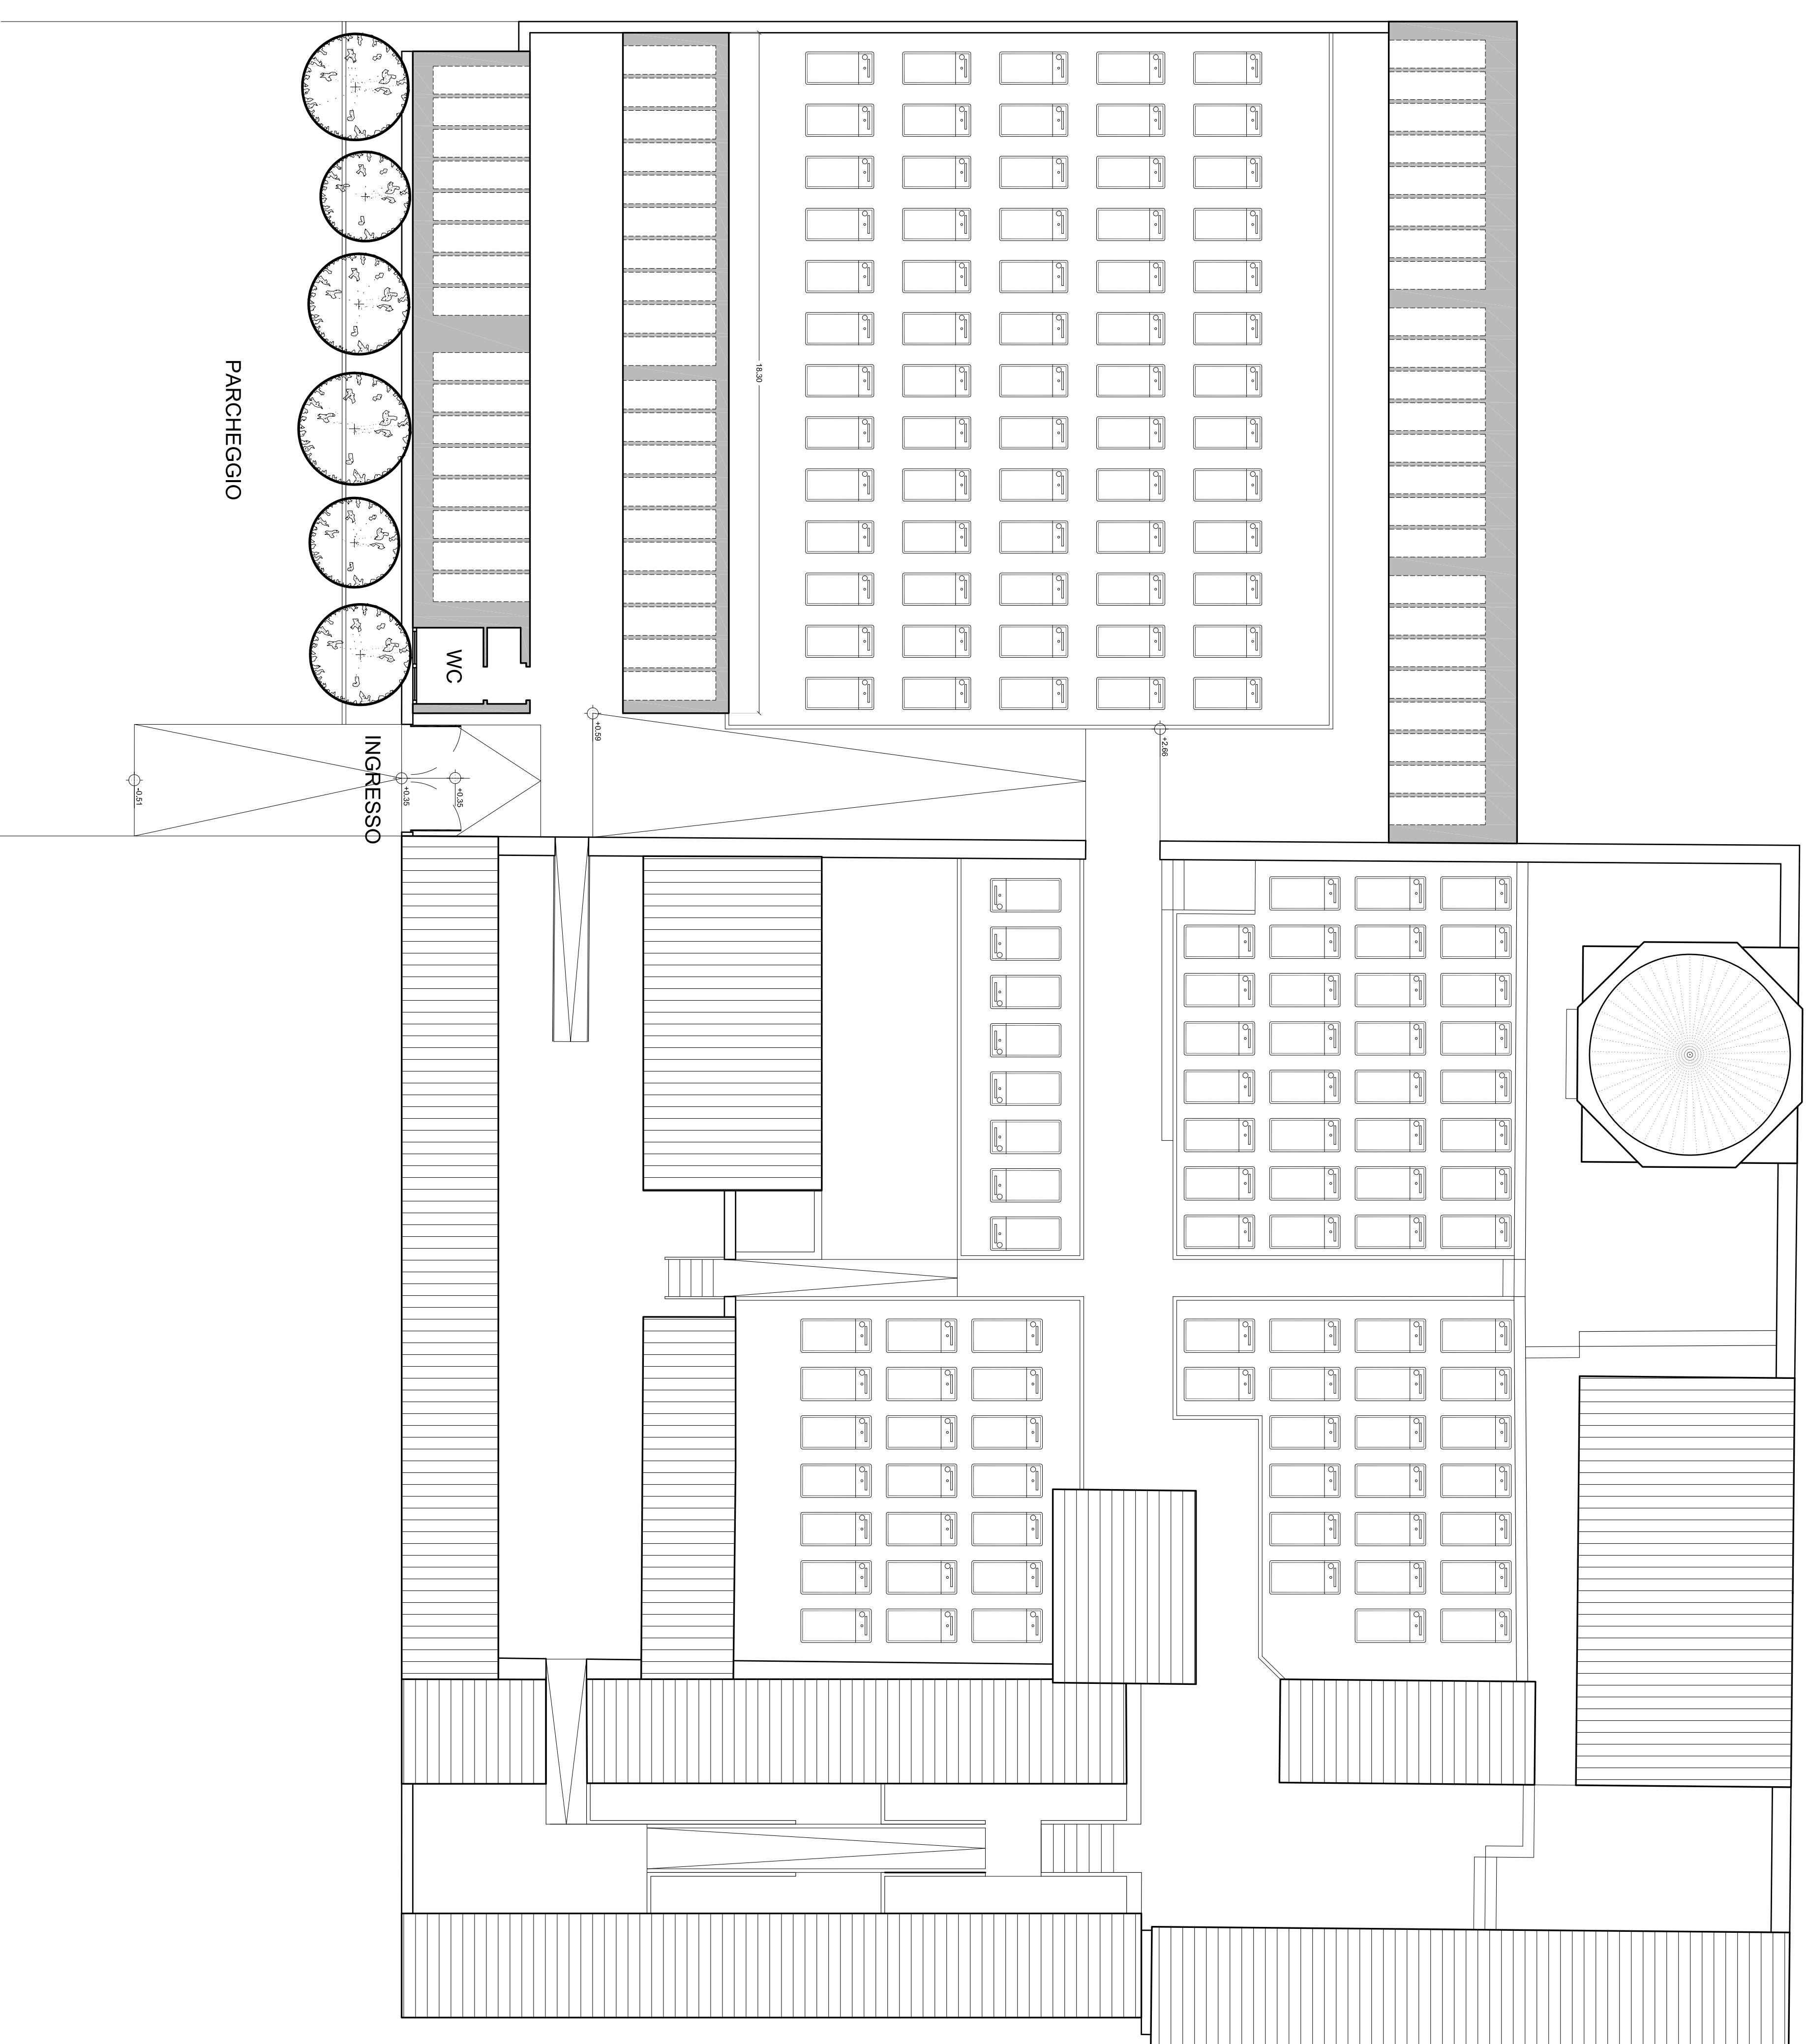 18.30
PARCHEGGIO
WC
INGRESSO
+0.59
+2.66
+0.35
+0.35
-0.51